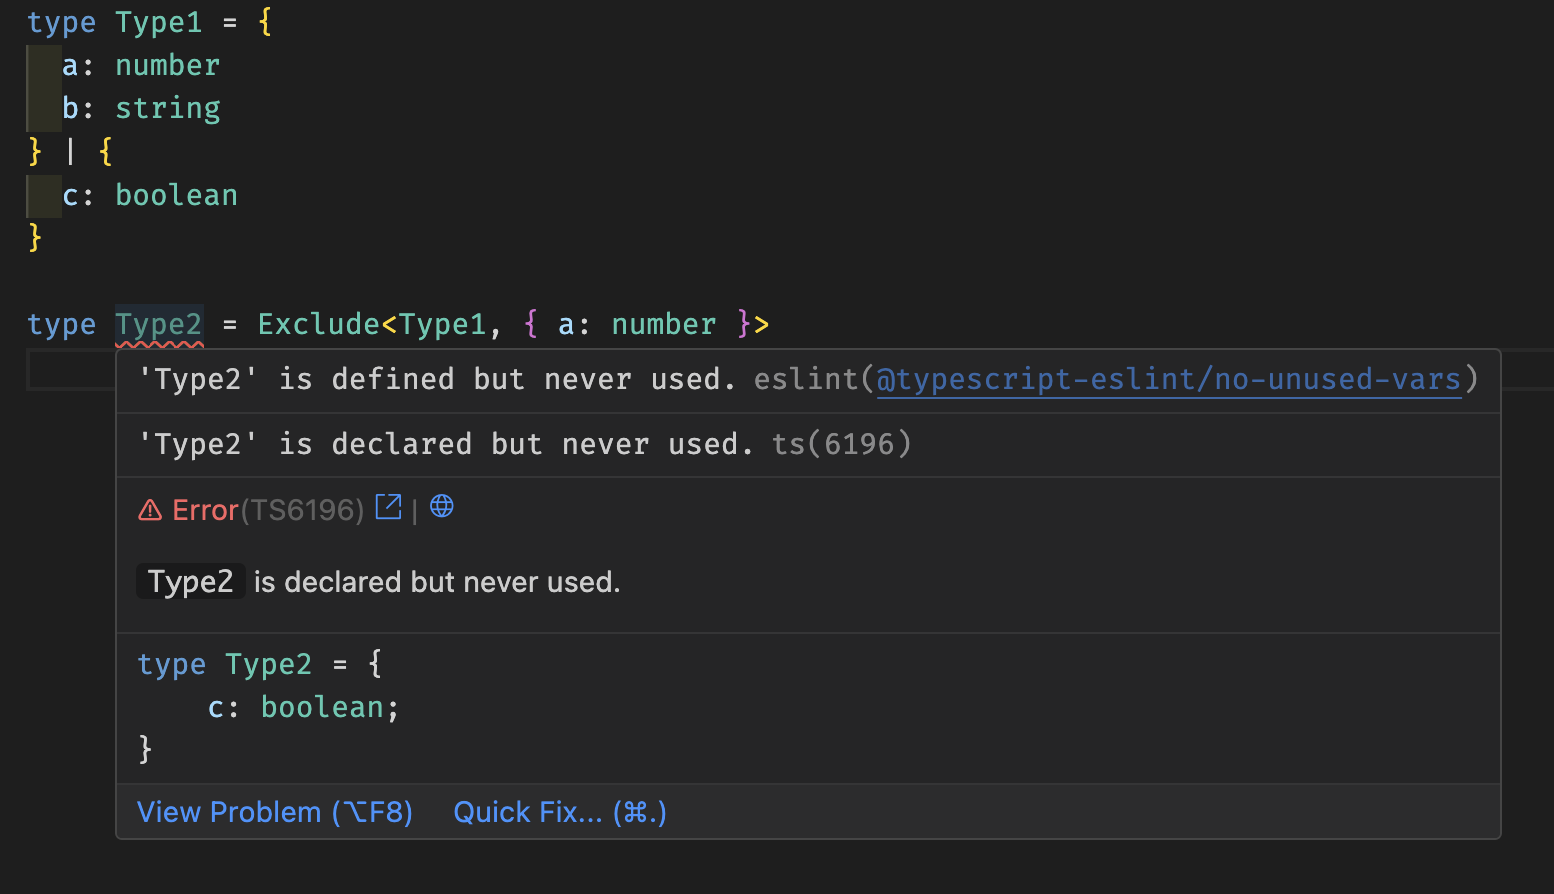 type Type1 = {
  a: number
  b: string
} | {
  c: boolean
}
type Type2 = Exclude<Type1, { a: number }>
'Type2' is defined but never used. eslint(@typescript-eslint/no-unused-vars)
'Type2' is declared but never used. ts(6196)
Error(TS6196) |
Type2 is declared but never used.
type Type2 = {
    c: boolean;
}
View Problem (⌥F8) Quick Fix... (⌘.)